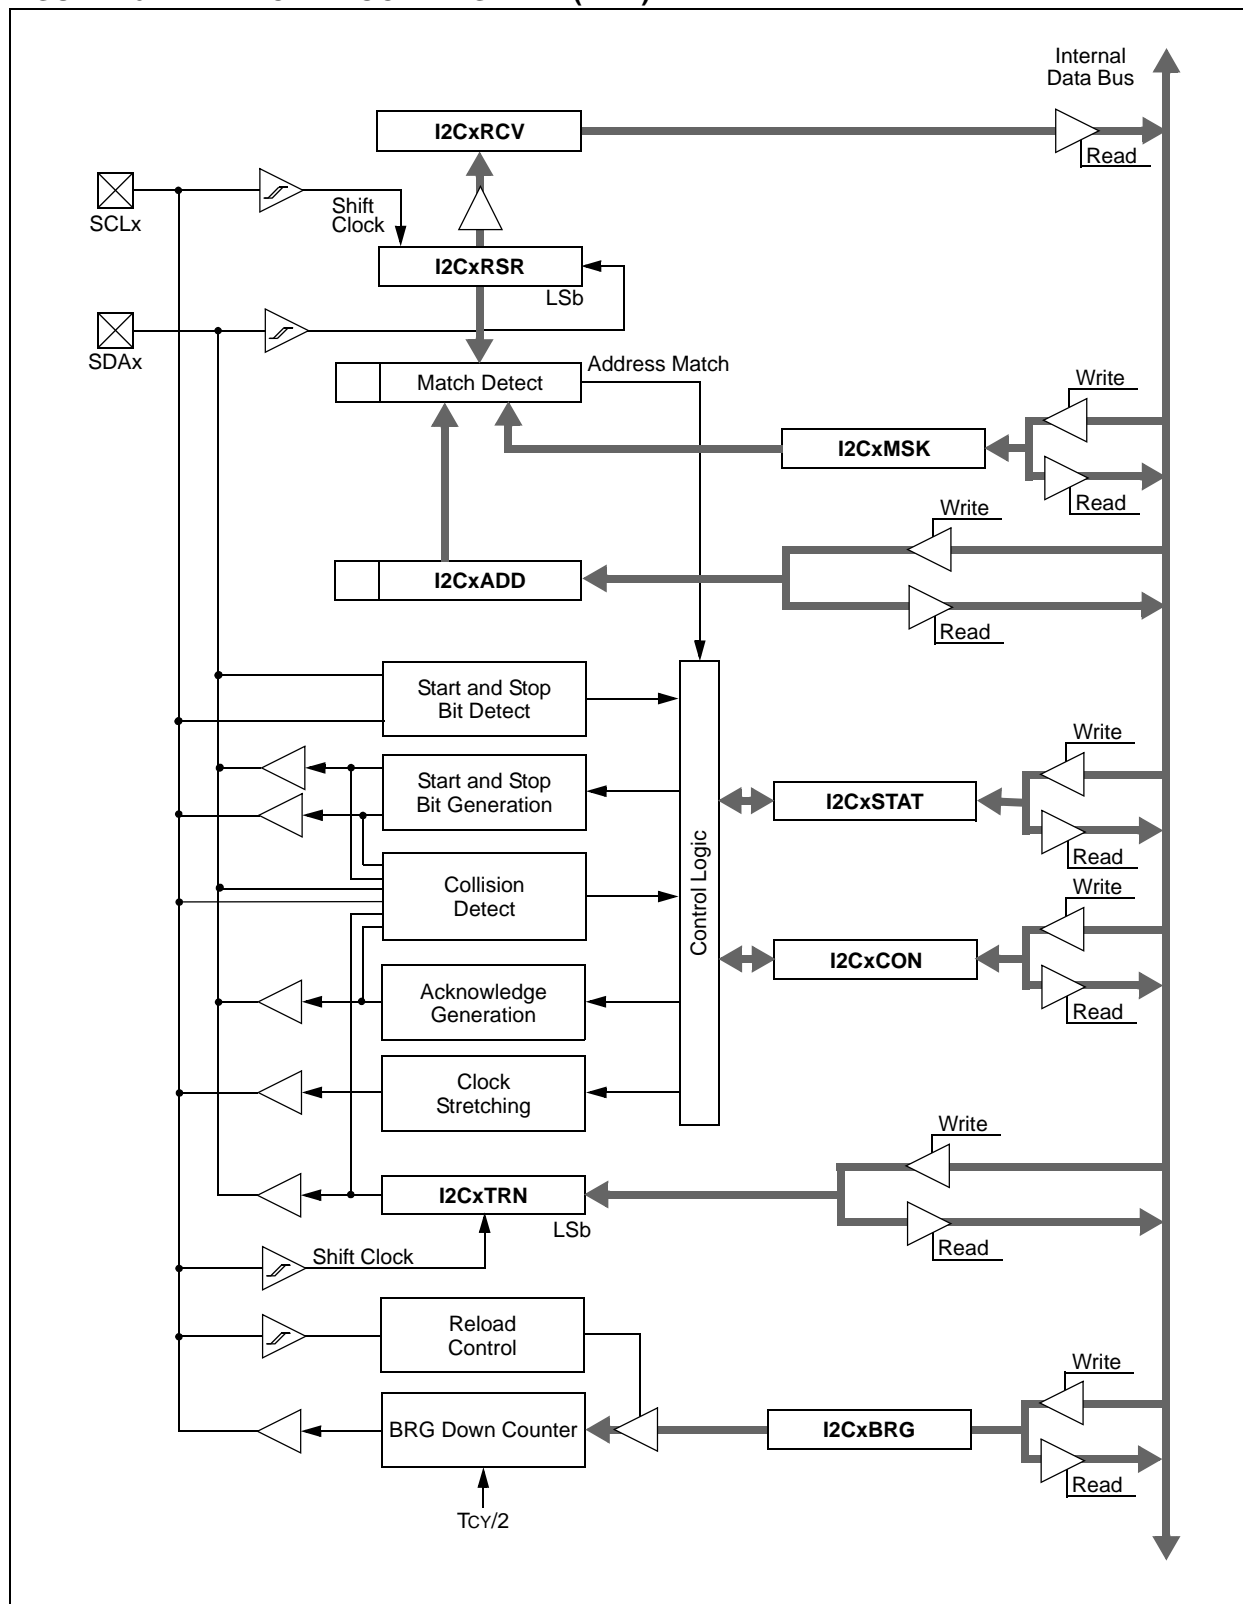 Internal
Data Bus
I2CxRCV
Read
SCLx
Shift
Clock
I2CxRSR
LSb
SDAx
Match Detect
Address Match
Write
I2CxMSK
Read
Write
I2CxADD
Read
Start and Stop
Bit Detect
Start and Stop
Bit Generation
Collision
Detect
Acknowledge
Generation
Clock
Stretching
Control Logic
Write
I2CxSTAT
Read
Write
I2CxCON
Read
Write
I2CxTRN
LSb
Read
Shift Clock
Reload
Control
BRG Down Counter
TCY/2
Write
I2CxBRG
Read